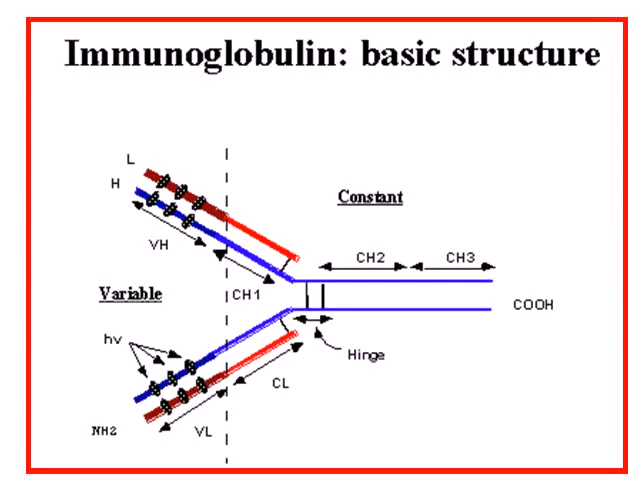 Immunoglobulin: basic structure
L
H
Constant
VH
CH2
CH3
Variable
CH1
COOH
hv
Hinge
CL
NH2
VL